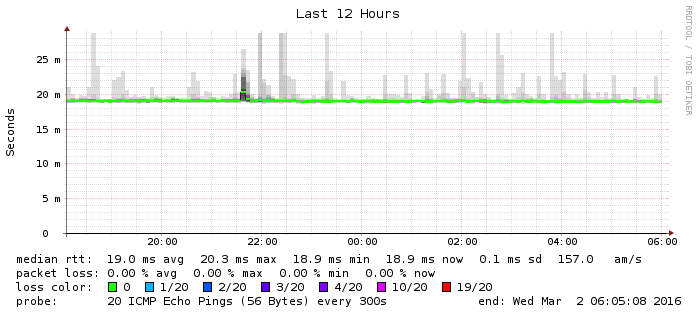 Last 12 Hours
RRDTOOL / TOBI OETIKER
Seconds
25 m
20 m
15 m
10 m
5 m
0
20:00 22:00 00:00 02:00 04:00 06:00
median rtt: 19.0 ms avg 20.3 ms max 18.9 ms min 18.9 ms now 0.1 ms sd 157.0 am/s
packet loss: 0.00 % avg 0.00 % max 0.00 % min 0.00 % now
loss color: 0 1/20 2/20 3/20 4/20 10/20 19/20
probe: 20 ICMP Echo Pings (56 Bytes) every 300s end: Wed Mar 2 06:05:08 2016